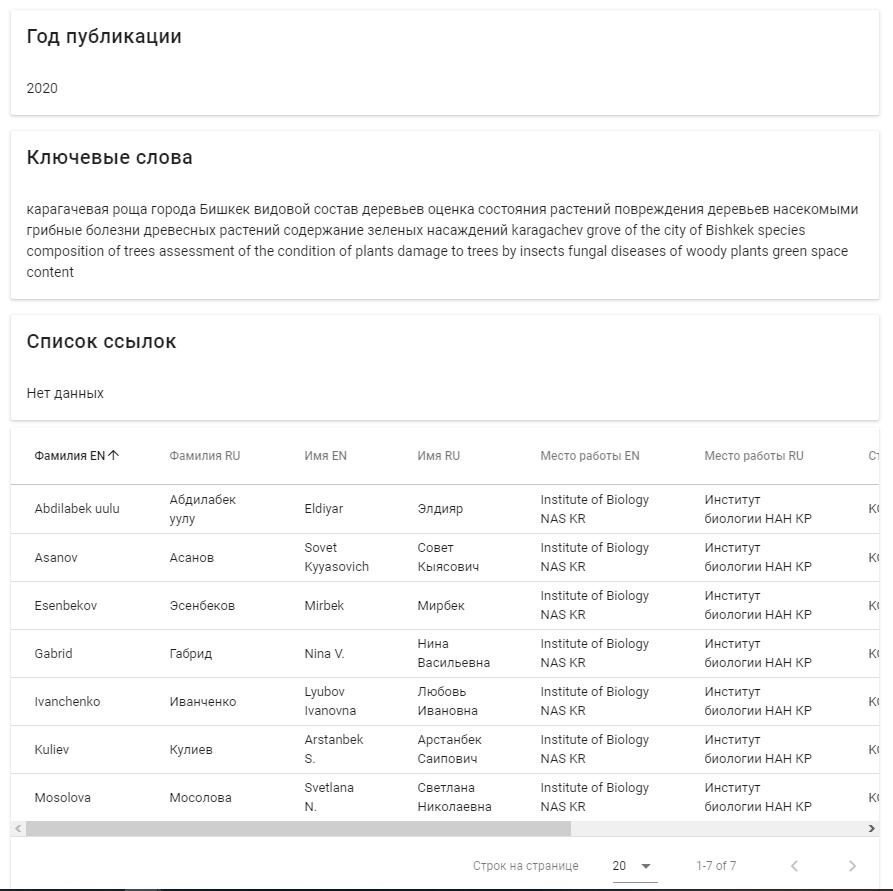 Год публикации
2020
Ключевые слова
карагачевая роща города Бишкек видовой состав деревьев оценка состояния растений повреждения деревьев насекомыми
грибные болезни древесных растений содержание зеленых насаждений karagachev grove of the city of Bishkek species
composition of trees assessment of the condition of plants damage to trees by insects fungal diseases of woody plants green space
content
Список ссылок
Нет данных
Фамилия EN Фамилия RU Имя EN Имя RU Место работы EN Место работы RU
Abdilabek uulu Абдилабек уулу Eldiyar Элдияр Institute of Biology NAS KR Институт биологии НАН КР
Asanov Асанов Sovet Kyyasovich Совет Кыясович Institute of Biology NAS KR Институт биологии НАН КР
Esenbekov Эсенбеков Mirbek Мирбек Institute of Biology NAS KR Институт биологии НАН КР
Gabrid Габрид Nina V. Нина Васильевна Institute of Biology NAS KR Институт биологии НАН КР
Ivanchenko Иванченко Lyubov Ivanovna Любовь Ивановна Institute of Biology NAS KR Институт биологии НАН КР
Kuliev Кулиев Arstanbek S. Арстанбек Саипович Institute of Biology NAS KR Институт биологии НАН КР
Mosolova Мосолова Svetlana N. Светлана Николаевна Institute of Biology NAS KR Институт биологии НАН КР
Строк на странице 20 1-7 of 7